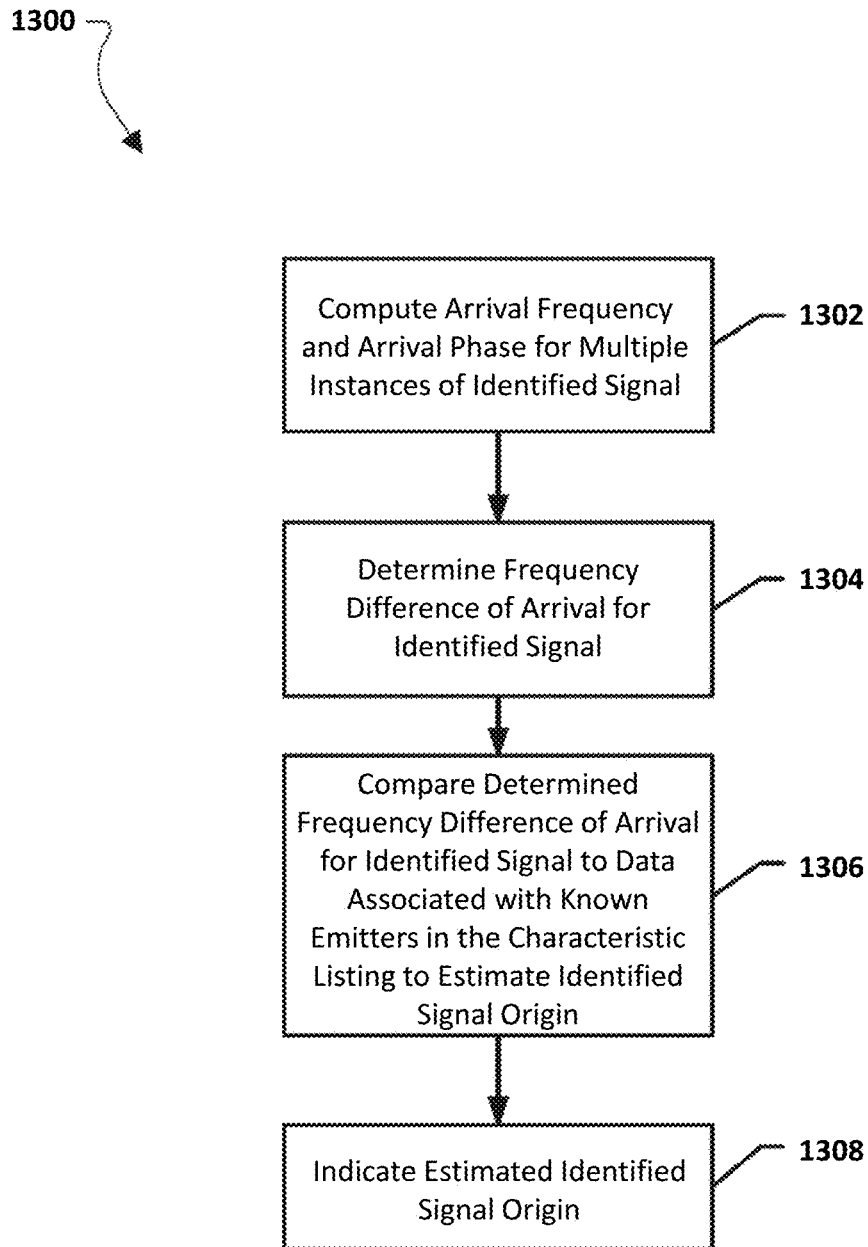 1300
Compute Arrival Frequency
and Arrival Phase for Multiple
Instances of Identified Signal
1302
Determine Frequency
Difference of Arrival for
Identified Signal
1304
Compare Determined
Frequency Difference of Arrival
for Identified Signal to Data
Associated with Known
Emitters in the Characteristic
Listing to Estimate Identified
Signal Origin
1306
Indicate Estimated Identified
Signal Origin
1308